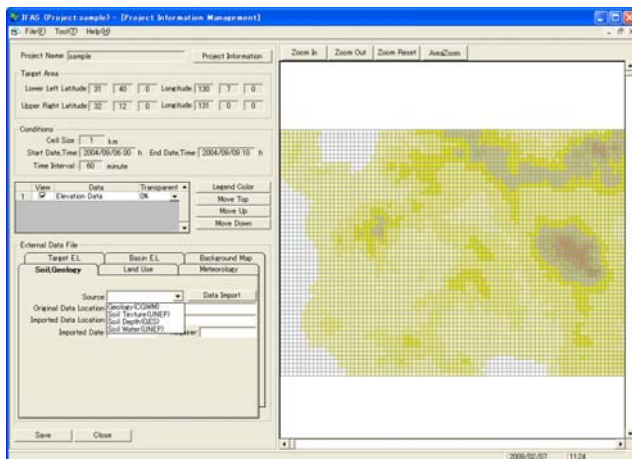 IFAS (Project:sample) - [Project Information Management]
File(F) Tool(T) Help(H)
Project Name sample Project Information
Target Area
Lower Left Latitude 31 40 0 Longitude 130 7 0
Upper Right Latitude 32 12 0 Longitude 131 0 0
Conditions
Cell Size 1 km
Start Date,Time 2004/09/06 00 h End Date,Time 2004/09/09 10 h
Time Interval 60 minute
View Data Transparent
1 Elevation Data 0%
Legend Color
Move Top
Move Up
Move Down
External Data File
Target E.L Basin E.L Background Map
Soil,Geology Land Use Meteorology
Source Data Import
Geology(CGWM)
Original Data Location
Soil Texture(UNEP)
Imported Data Location
Soil Depth(GES)
Soil Water(UNEP)
Imported Date
Save Close
Zoom In Zoom Out Zoom Reset AreaZoom
2009/02/07 11:24